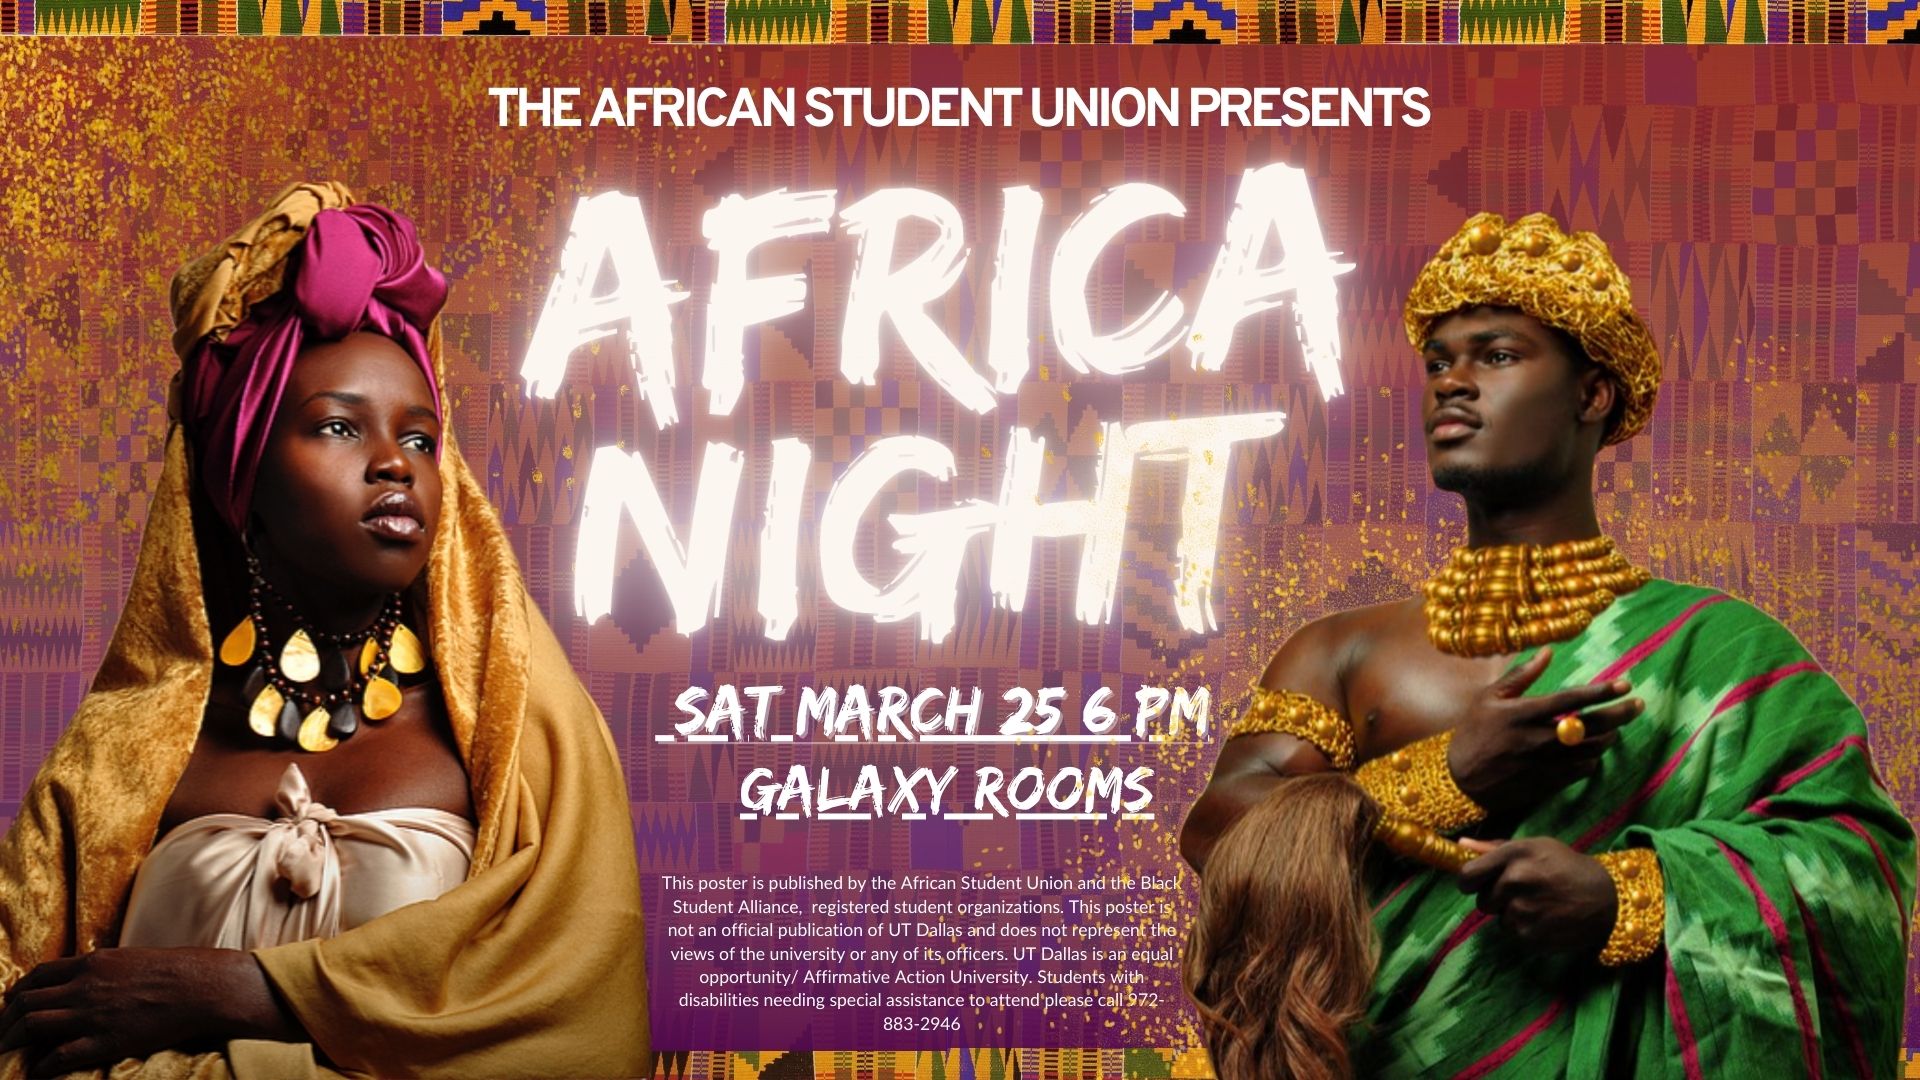 THE AFRICAN STUDENT UNION PRESENTS
AFRICA
NIGHT
SAT MARCH 25 6 PM
GALAXY ROOMS
This poster is published by the African Student Union and the Black
Student Alliance,  registered student organizations. This poster is
not an official publication of UT Dallas and does not represent the
views of the university or any of its officers. UT Dallas is an equal
opportunity/ Affirmative Action University. Students with
disabilities needing special assistance to attend please call 972-
883-2946